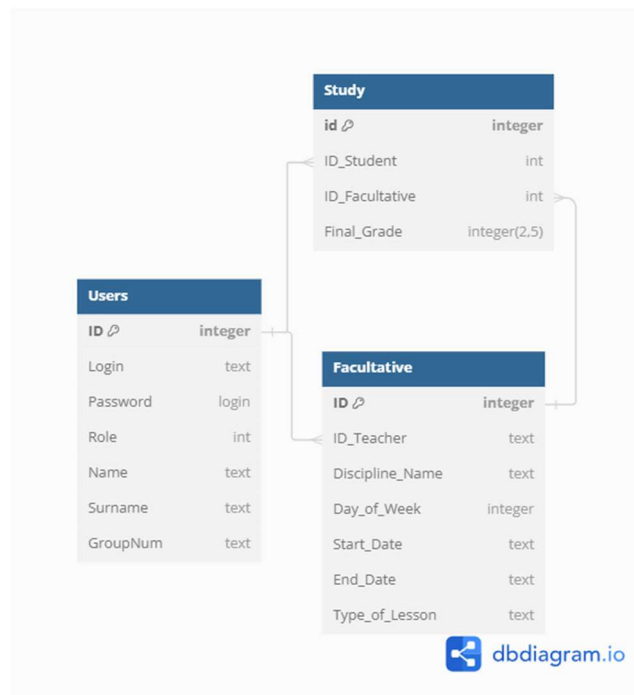 Study
id integer
ID_Student int
ID_Facultative int
Final_Grade integer(2,5)
Users
ID integer
Login text
Password login
Role int
Name text
Surname text
GroupNum text
Facultative
ID integer
ID_Teacher text
Discipline_Name text
Day_of_Week integer
Start_Date text
End_Date text
Type_of_Lesson text
dbdiagram.io